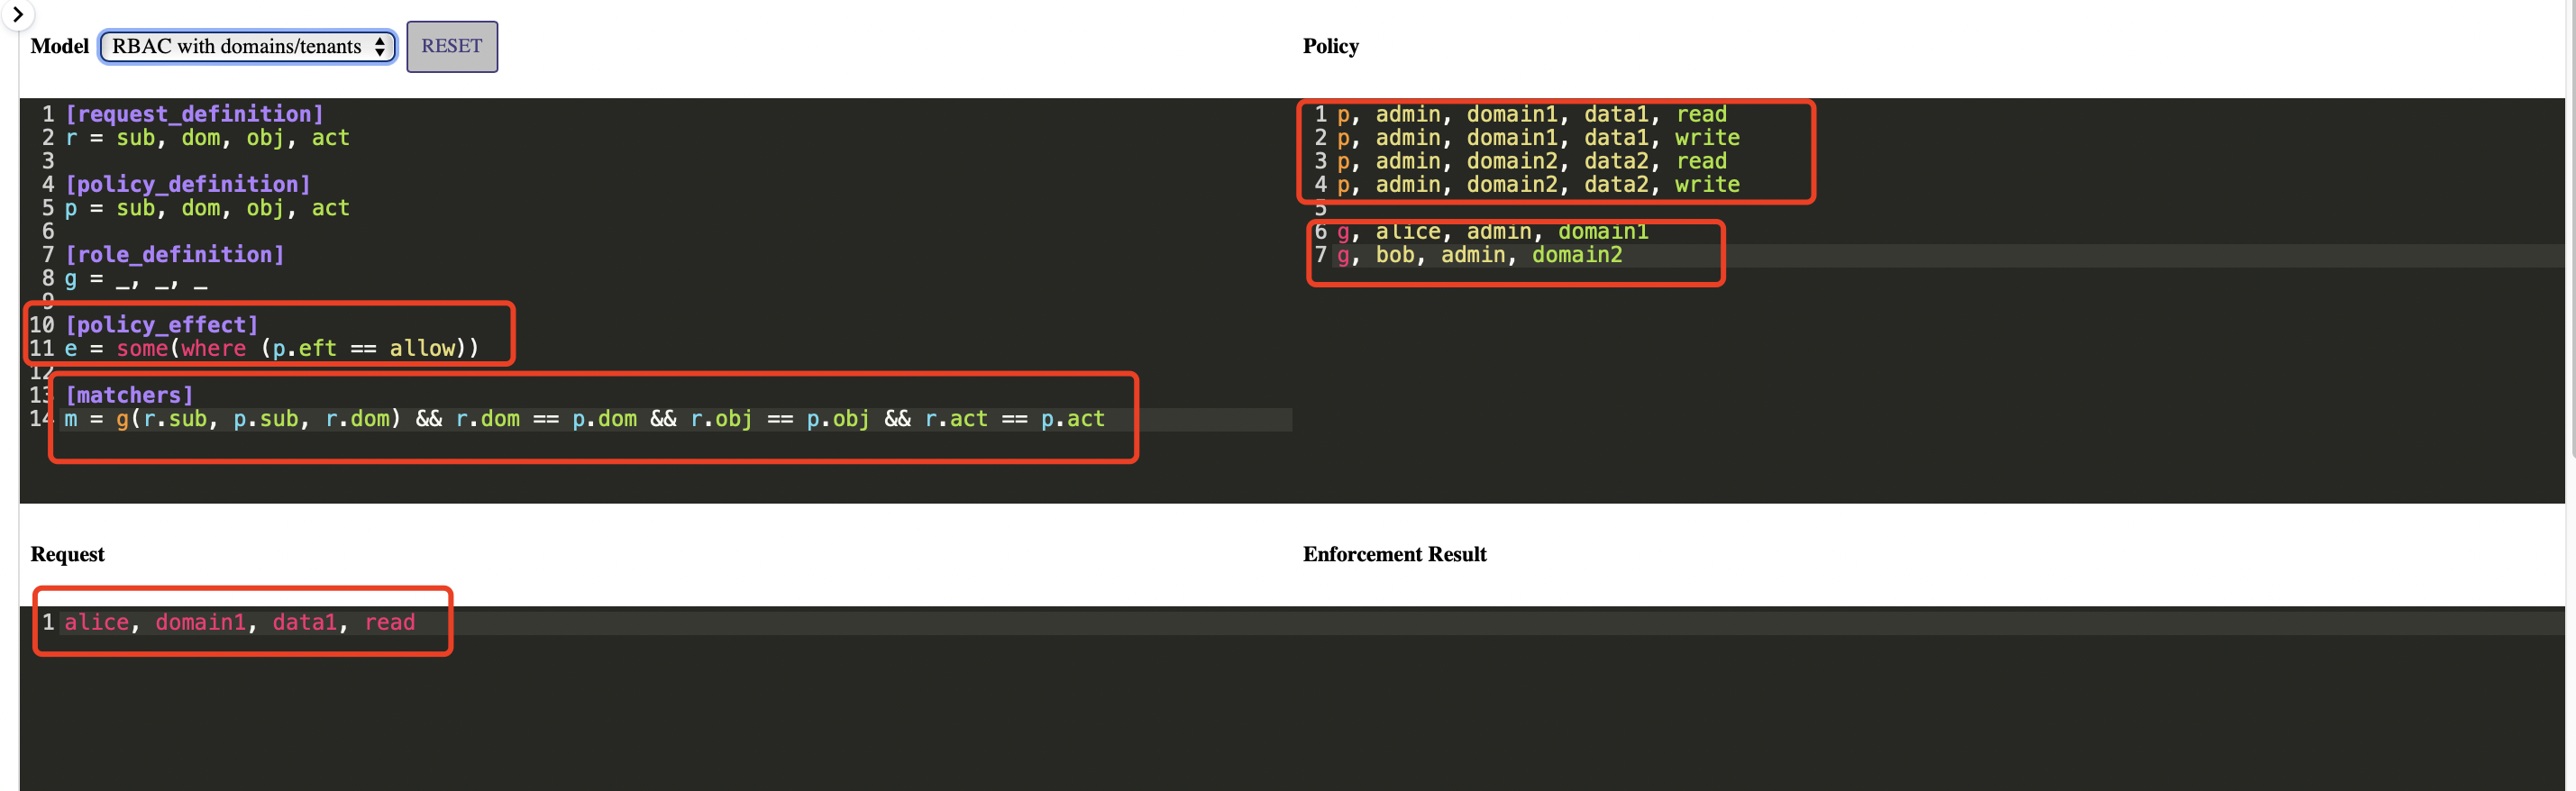 Model RBAC with domains/tenants RESET
1 [request_definition]
2 r = sub, dom, obj, act
3
4 [policy_definition]
5 p = sub, dom, obj, act
6
7 [role_definition]
8 g = _, _, _
9
10 [policy_effect]
11 e = some(where (p.eft == allow))
12
13 [matchers]
14 m = g(r.sub, p.sub, r.dom) && r.dom == p.dom && r.obj == p.obj && r.act == p.act
Policy
1 p, admin, domain1, data1, read
2 p, admin, domain1, data1, write
3 p, admin, domain2, data2, read
4 p, admin, domain2, data2, write
5
6 g, alice, admin, domain1
7 g, bob, admin, domain2
Request
1 alice, domain1, data1, read
Enforcement Result